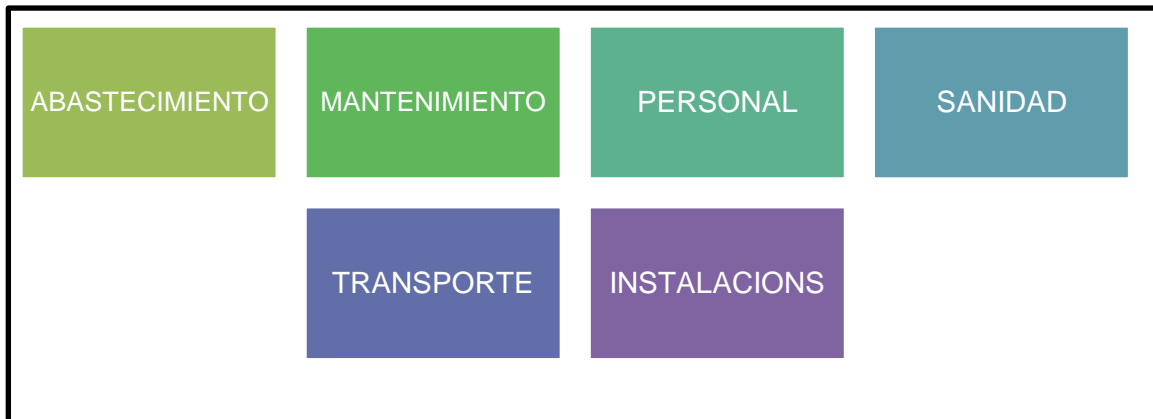 ABASTECIMIENTO
MANTENIMIENTO
PERSONAL
SANIDAD
TRANSPORTE
INSTALACIONS